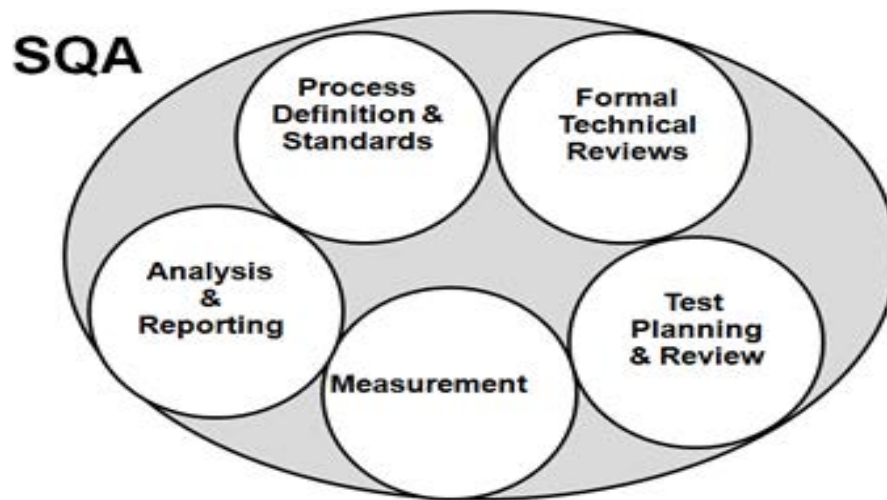 SQA
Process
Definition &
Standards
Formal
Technical
Reviews
Analysis
&
Reporting
Test
Planning
& Review
Measurement